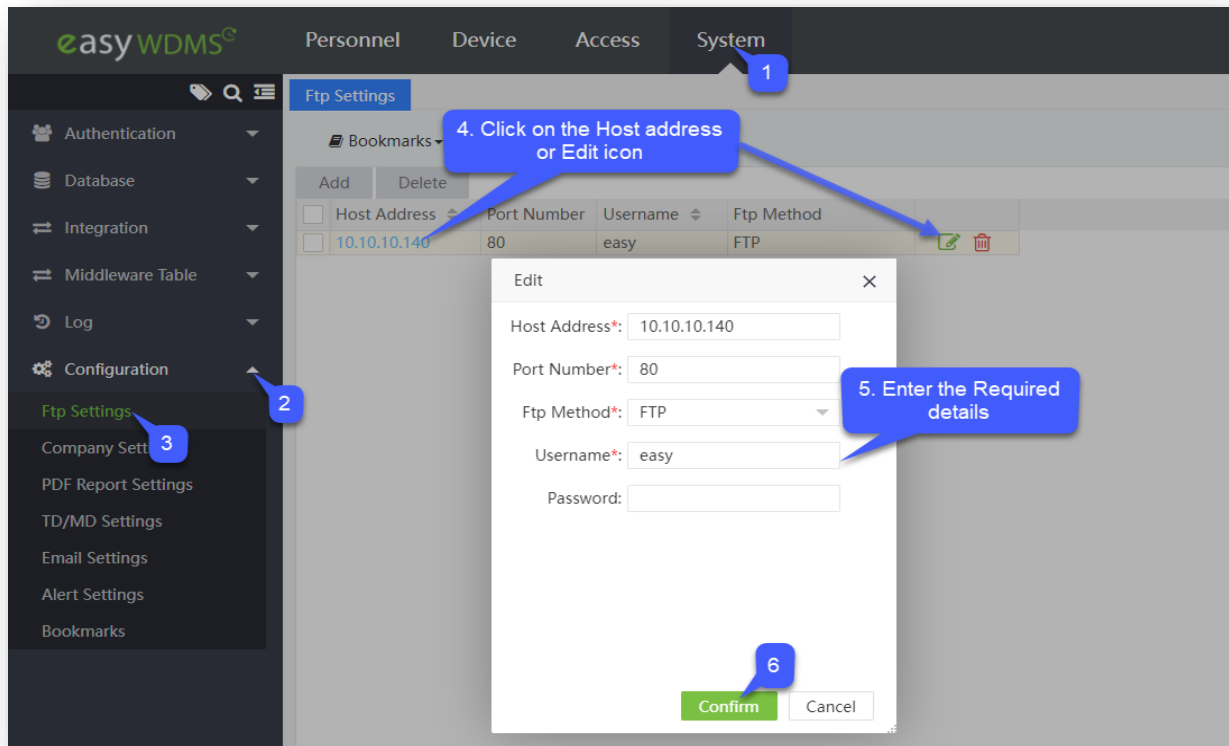 easy WDMS
Personnel Device Access System
1
Ftp Settings
Authentication
Bookmarks
4. Click on the Host address
or Edit icon
Database
Add Delete
Host Address Port Number Username Ftp Method
Integration
10.10.10.140 80 easy FTP
Middleware Table
Edit
Log
Host Address*: 10.10.10.140
Configuration
Port Number*: 80
2
5. Enter the Required
details
Ftp Settings
Ftp Method*: FTP
3
Company Sett
Username*: easy
PDF Report Settings
Password:
TD/MD Settings
Email Settings
Alert Settings
Bookmarks
6
Confirm Cancel